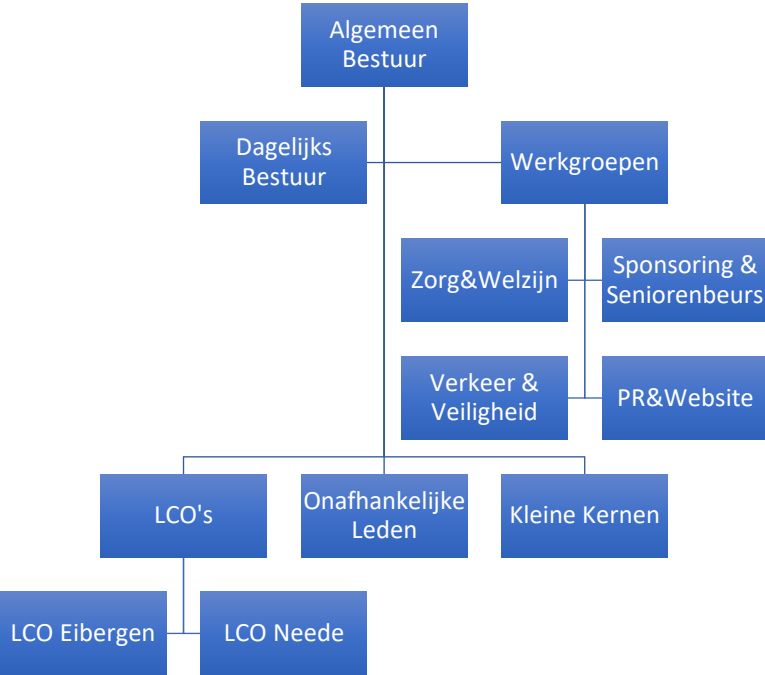 Algemeen
Bestuur
Dagelijks
Bestuur
Werkgroepen
Zorg&Welzijn
Sponsoring &
Seniorenbeurs
Verkeer &
Veiligheid
PR&Website
LCO's
Onafhankelijke
Leden
Kleine Kernen
LCO Eibergen
LCO Neede